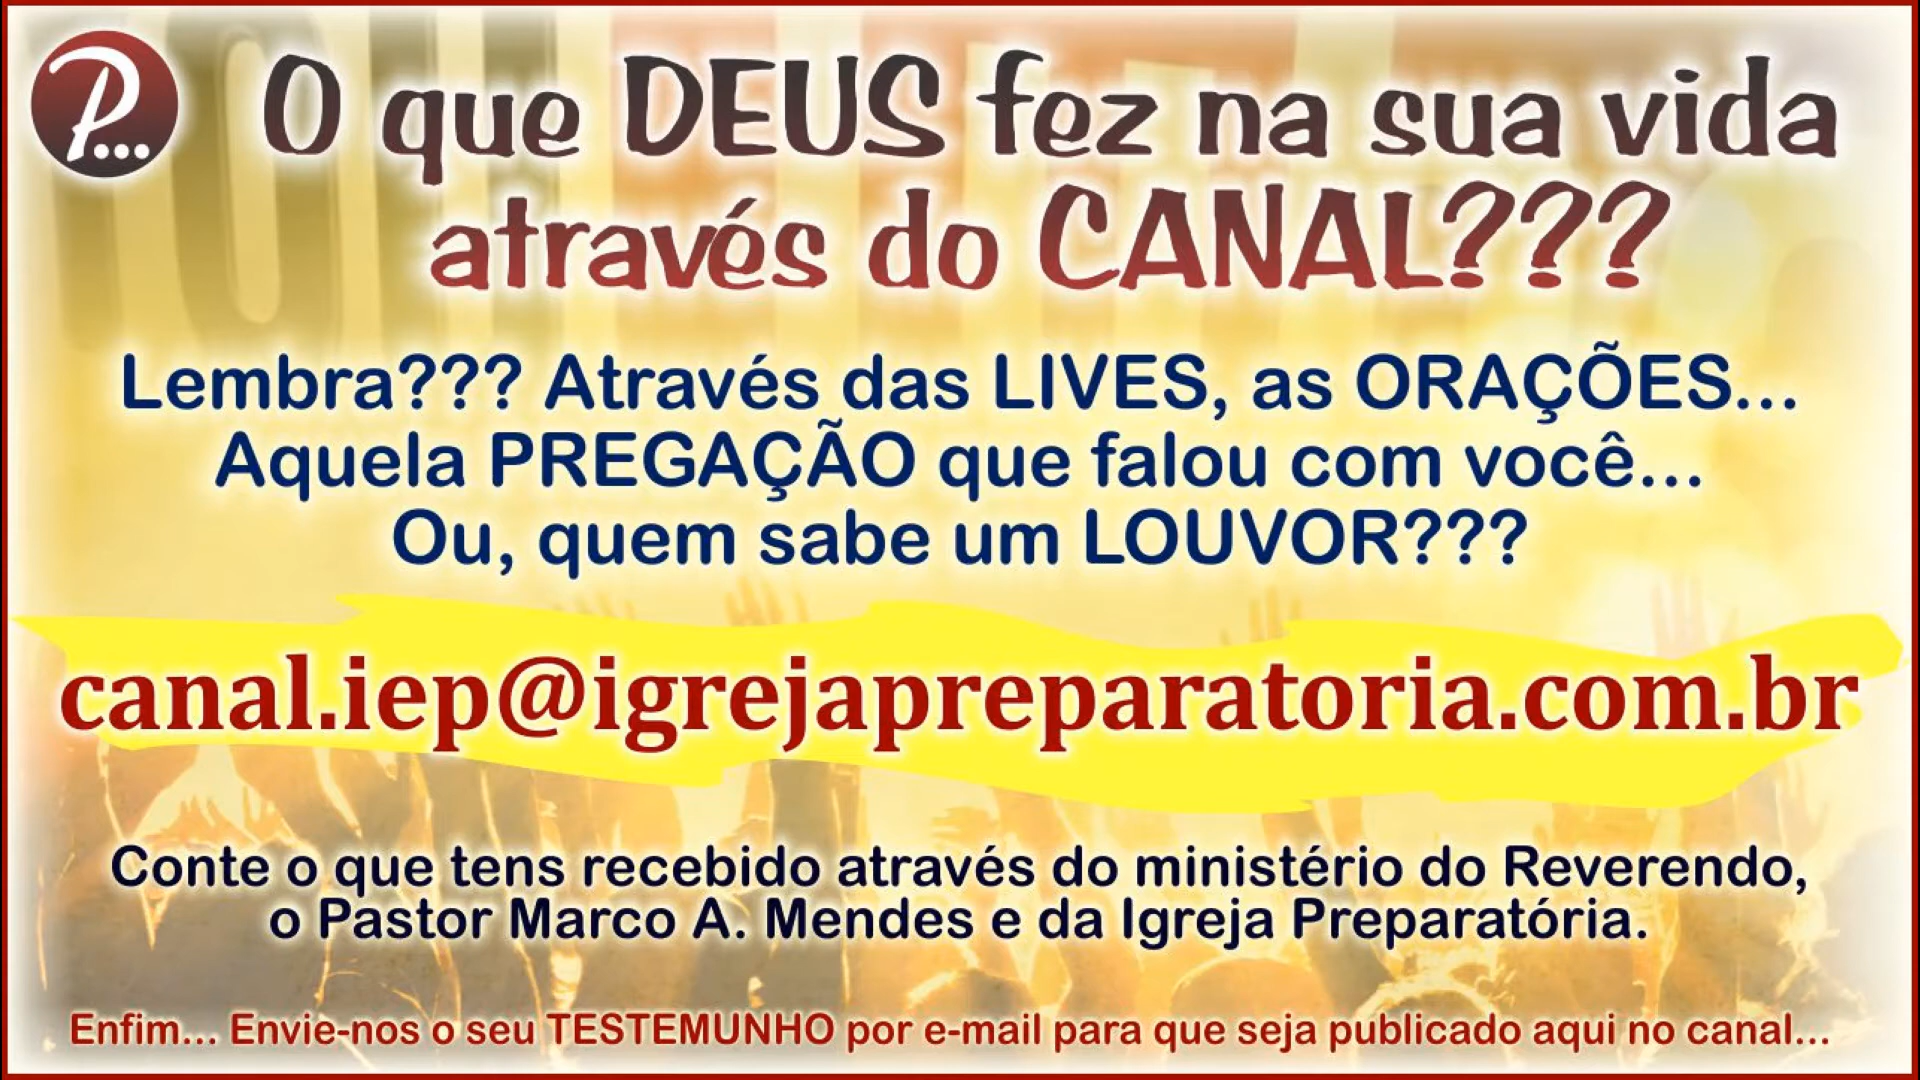 P...
O que DEUS fez na sua vida
através do CANAL???
Lembra??? Através das LIVES, as ORAÇÕES...
Aquela PREGAÇÃO que falou com você...
Ou, quem sabe um LOUVOR???
canal.iep@igrejapreparatoria.com.br
Conte o que tens recebido através do ministério do Reverendo,
o Pastor Marco A. Mendes e da Igreja Preparatória.
Enfim... Envie-nos o seu TESTEMUNHO por e-mail para que seja publicado aqui no canal...